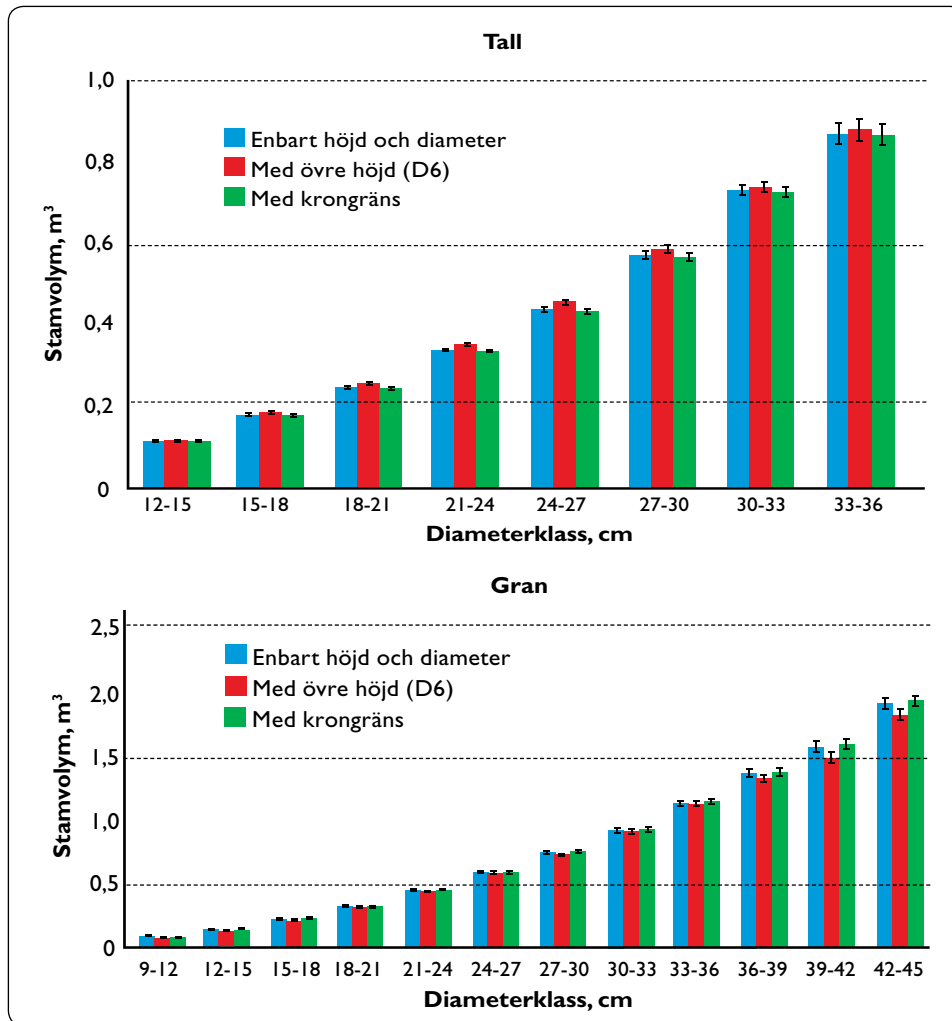 Tall
1,0
0,8
0,6
0,4
0,2
0
Stamvolym, m³
Enbart höjd och diameter
Med övre höjd (D6)
Med krongräns
12-15 15-18 18-21 21-24 24-27 27-30 30-33 33-36
Diameterklass, cm
Gran
2,5
2,0
1,5
1,0
0,5
0
Stamvolym, m³
Enbart höjd och diameter
Med övre höjd (D6)
Med krongräns
9-12 12-15 15-18 18-21 21-24 24-27 27-30 30-33 33-36 36-39 39-42 42-45
Diameterklass, cm